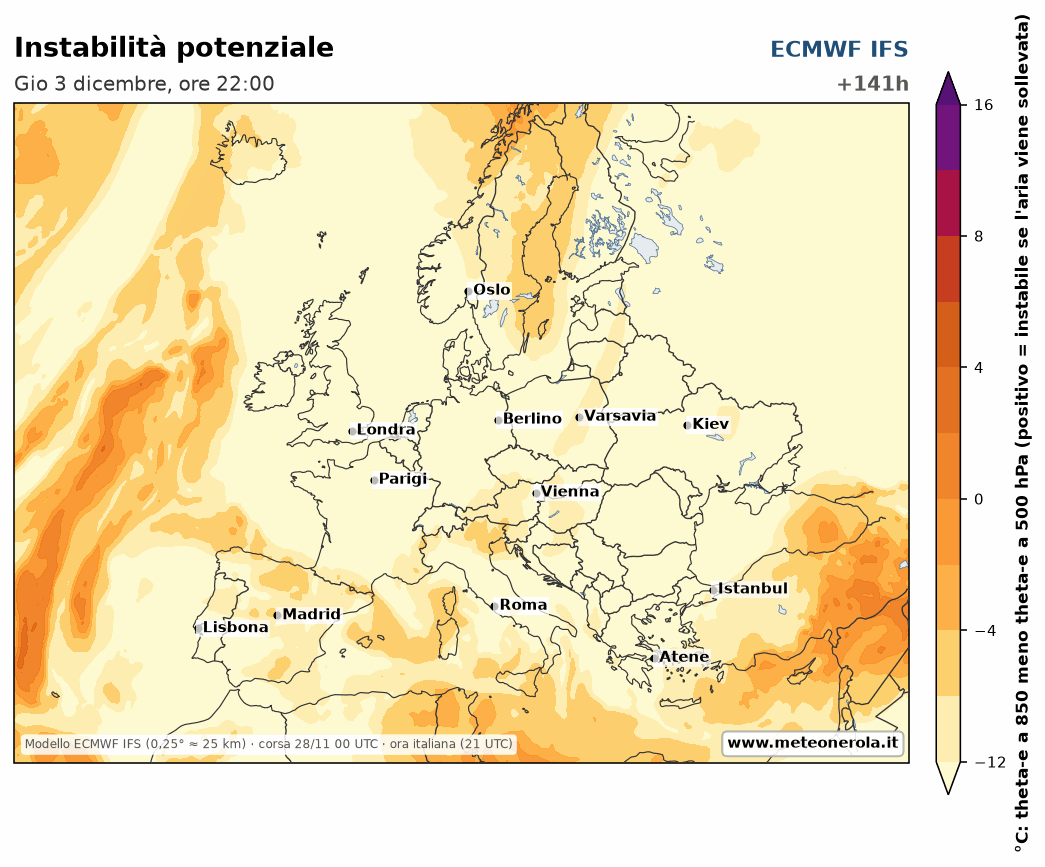 Instabilità potenziale
ECMWF IFS
Gio 3 dicembre, ore 22:00
+141h
Oslo
Londra
Berlino
Varsavia
Kiev
Parigi
Vienna
Istanbul
Roma
Madrid
Lisbona
Atene
Modello ECMWF IFS (0,25° ≈ 25 km) · corsa 28/11 00 UTC · ora italiana (21 UTC)
www.meteonerola.it
16
8
4
0
−4
−12
°C: theta-e a 850 meno theta-e a 500 hPa (positivo = instabile se l'aria viene sollevata)